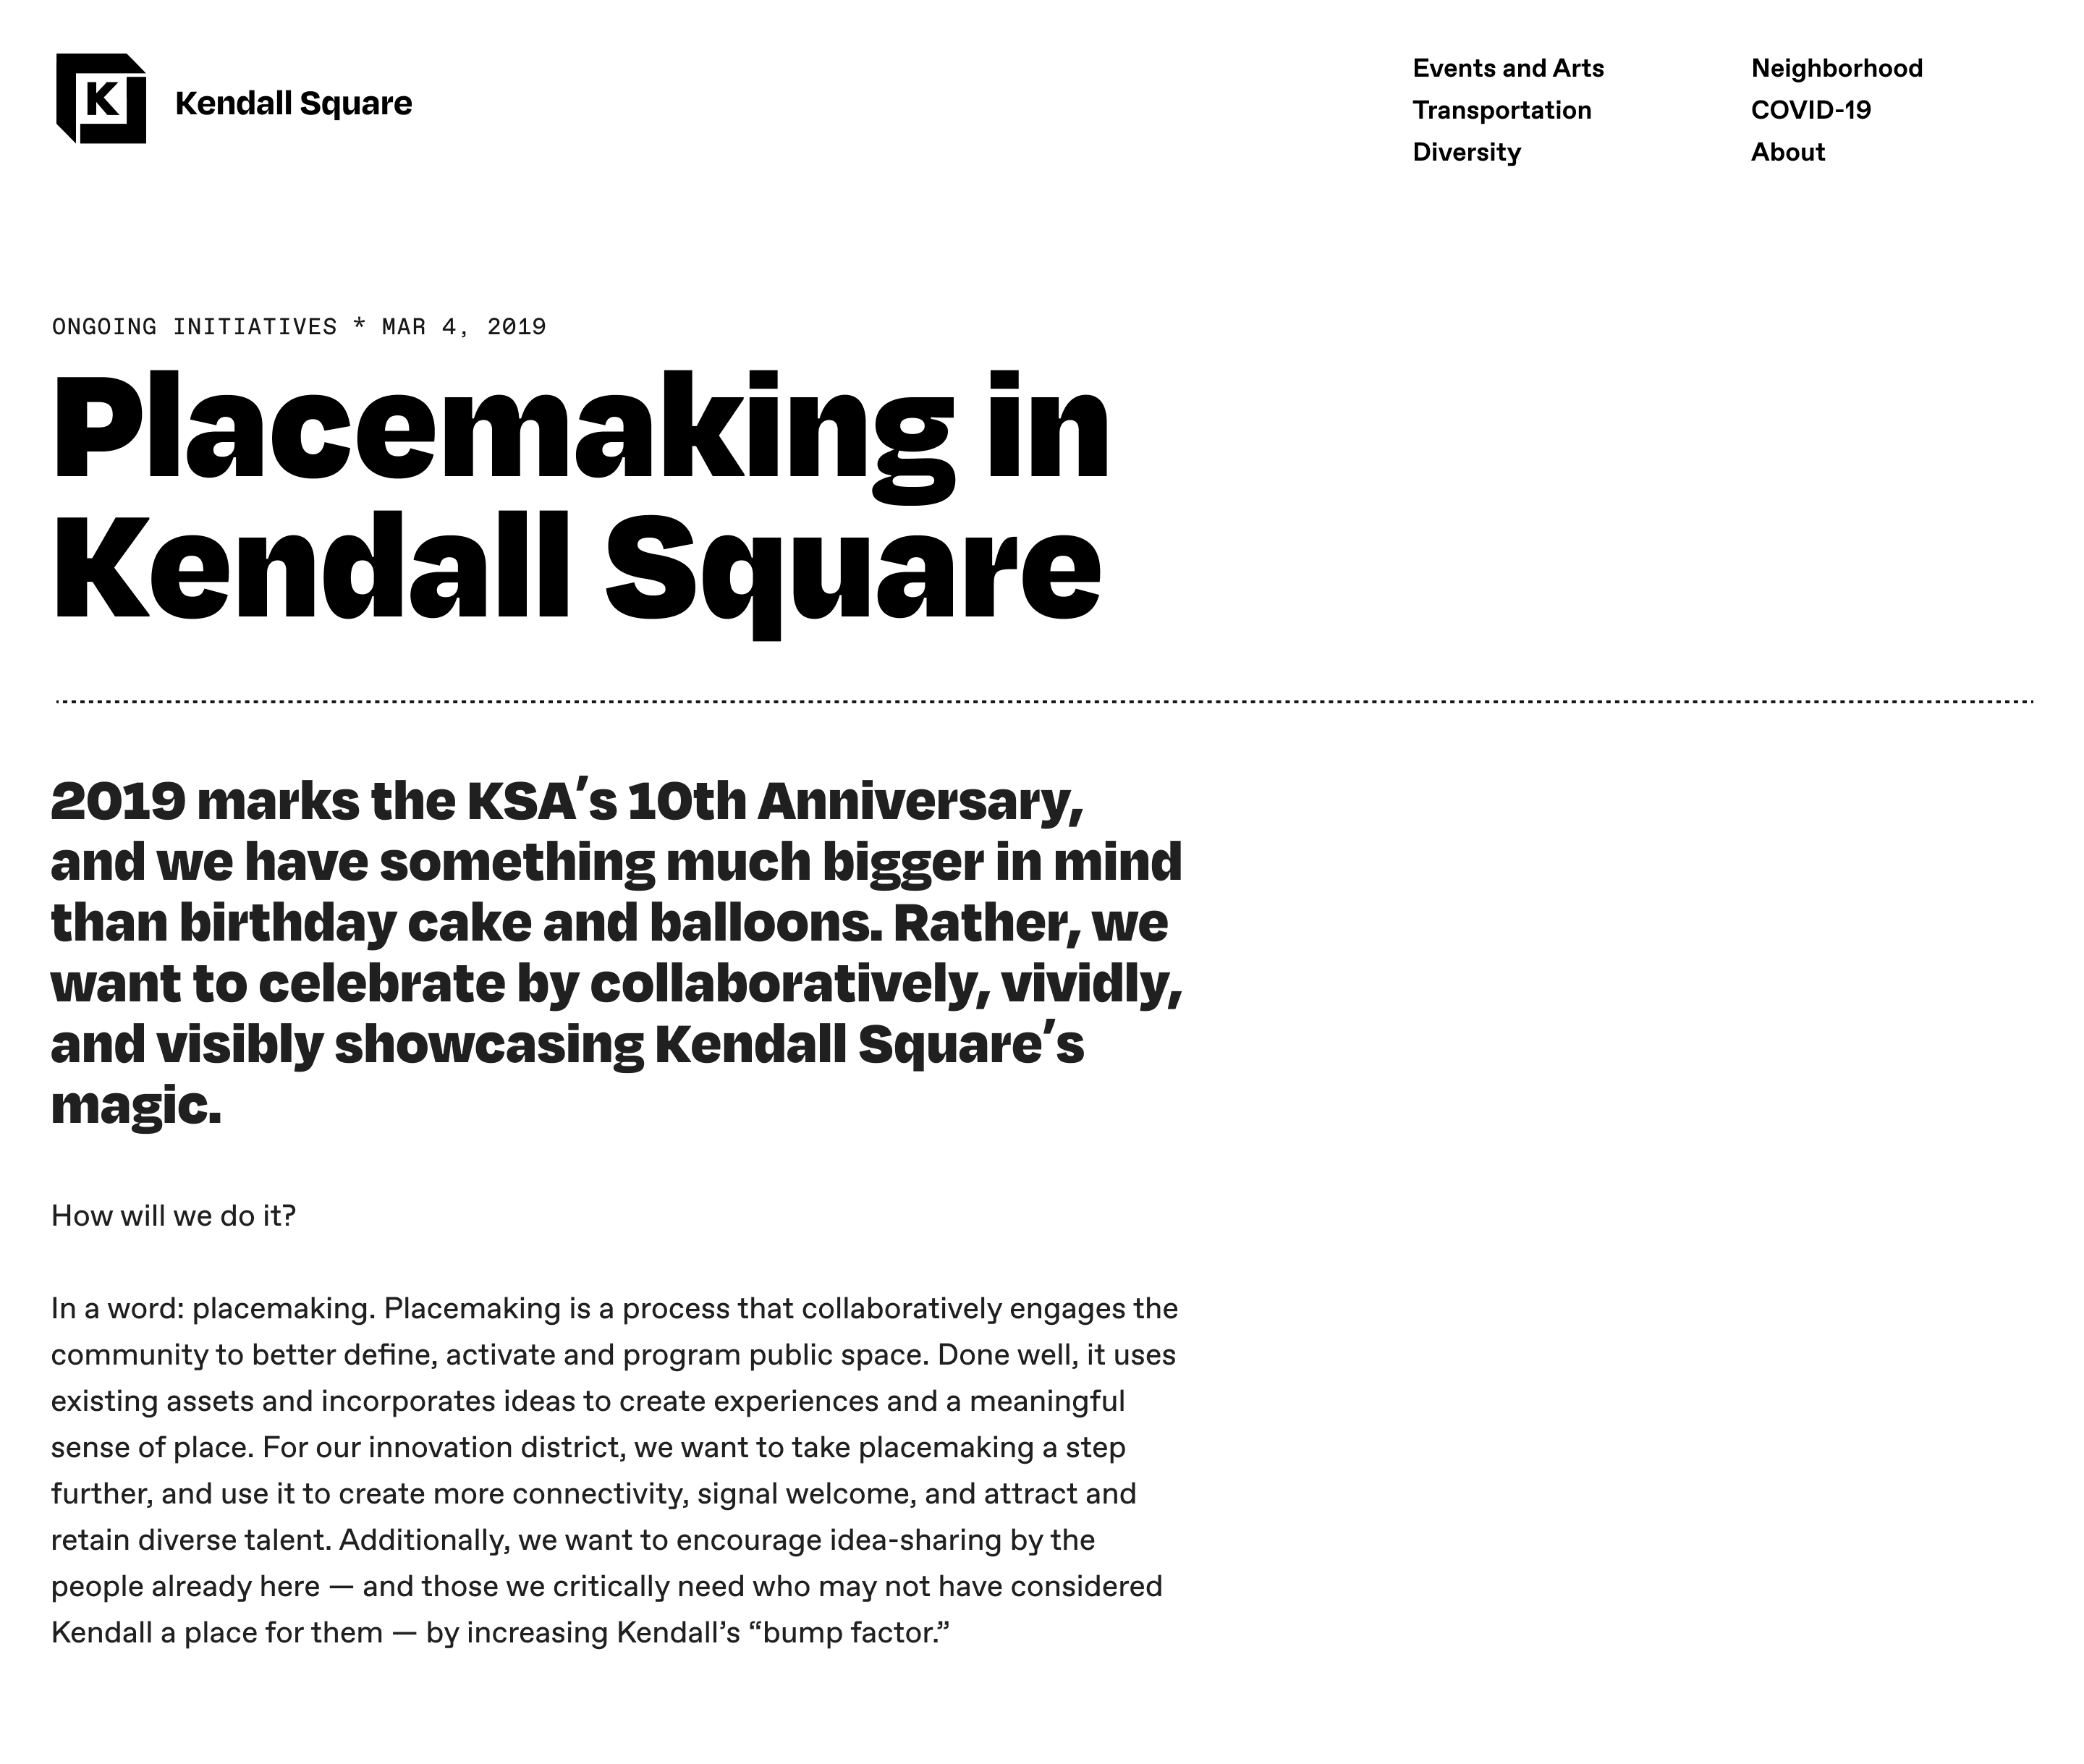 K
Kendall Square
Events and Arts
Transportation
Diversity
Neighborhood
COVID-19
About
ONGOING INITIATIVES * MAR 4, 2019
Placemaking in
Kendall Square
2019 marks the KSA’s 10th Anniversary,
and we have something much bigger in mind
than birthday cake and balloons. Rather, we
want to celebrate by collaboratively, vividly,
and visibly showcasing Kendall Square’s
magic.
How will we do it?
In a word: placemaking. Placemaking is a process that collaboratively engages the
community to better define, activate and program public space. Done well, it uses
existing assets and incorporates ideas to create experiences and a meaningful
sense of place. For our innovation district, we want to take placemaking a step
further, and use it to create more connectivity, signal welcome, and attract and
retain diverse talent. Additionally, we want to encourage idea-sharing by the
people already here — and those we critically need who may not have considered
Kendall a place for them — by increasing Kendall’s “bump factor.”